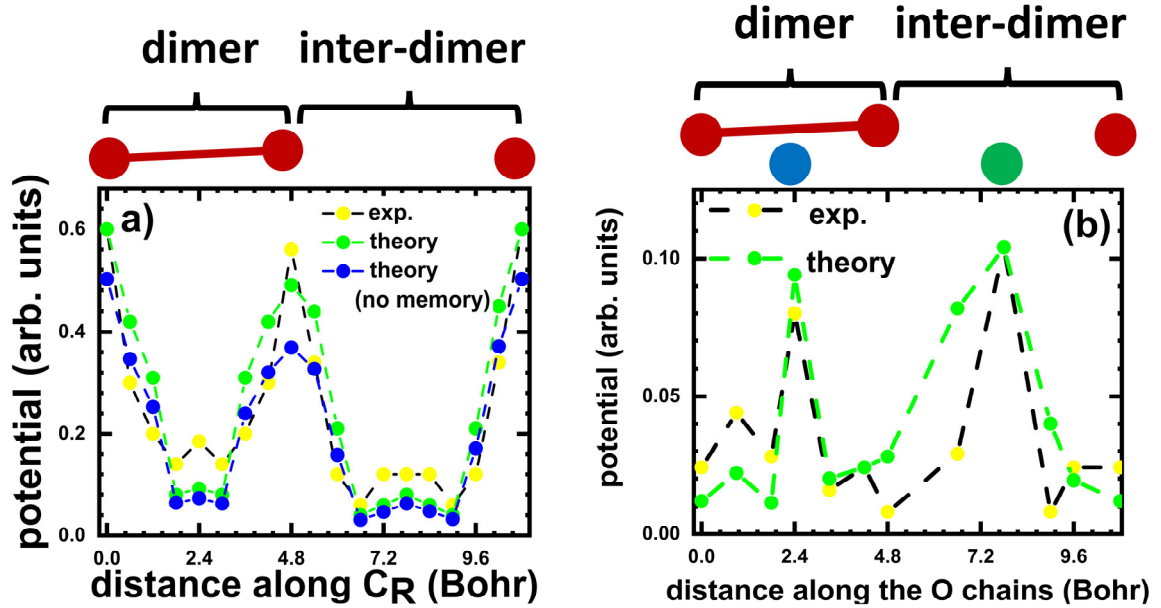 dimer inter-dimer
a)
exp.
theory
theory
(no memory)
potential (arb. units)
0.6
0.4
0.2
0.0
0.0 2.4 4.8 7.2 9.6
distance along CR (Bohr)
dimer inter-dimer
(b)
exp.
theory
potential (arb. units)
0.10
0.05
0.00
0.0 2.4 4.8 7.2 9.6
distance along the O chains (Bohr)